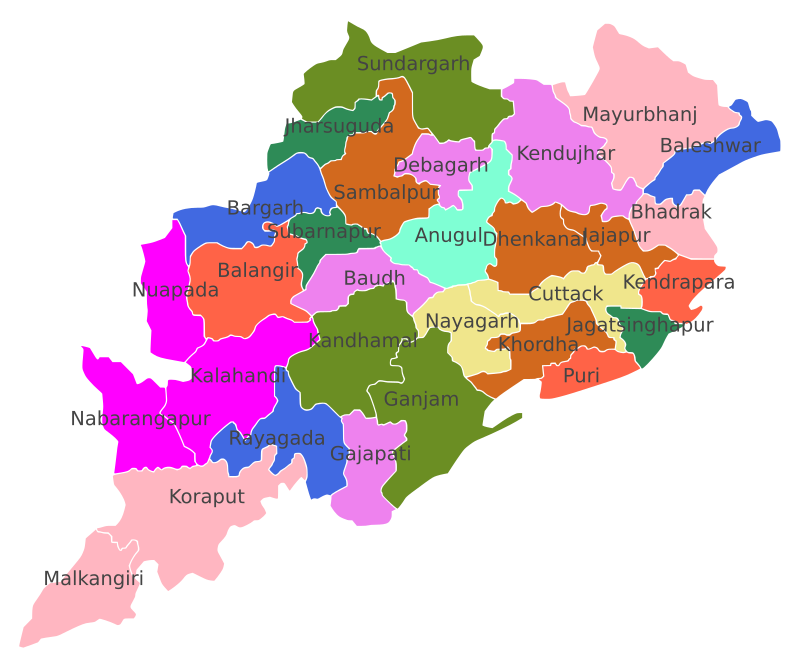 Sundargarh
Mayurbhanj
Jharsuguda
Baleshwar
Kendujhar
Debagarh
Sambalpur
Bargarh
Bhadrak
Subarnapur
Anugul
Dhenkanal
Jajapur
Balangir
Baudh
Kendrapara
Nuapada
Cuttack
Nayagarh
Jagatsinghapur
Kandhamal
Khordha
Kalahandi
Puri
Ganjam
Nabarangapur
Rayagada
Gajapati
Koraput
Malkangiri